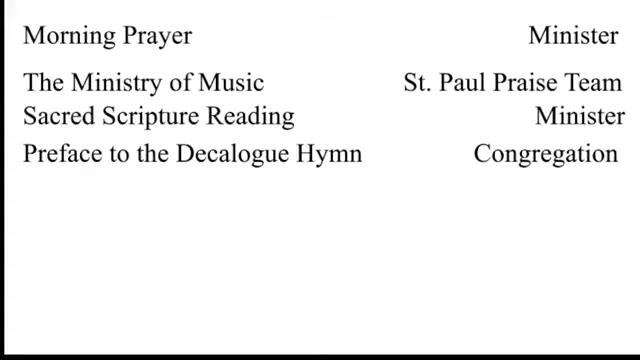 Morning Prayer Minister
The Ministry of Music St. Paul Praise Team
Sacred Scripture Reading Minister
Preface to the Decalogue Hymn Congregation